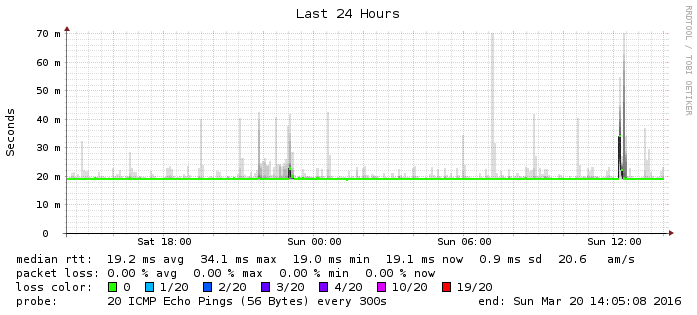 Last 24 Hours
RRDTOOL / TOBI OETIKER
Seconds
70 m
60 m
50 m
40 m
30 m
20 m
10 m
0
Sat 18:00 Sun 00:00 Sun 06:00 Sun 12:00
median rtt: 19.2 ms avg 34.1 ms max 19.0 ms min 19.1 ms now 0.9 ms sd 20.6 am/s
packet loss: 0.00 % avg 0.00 % max 0.00 % min 0.00 % now
loss color: 0 1/20 2/20 3/20 4/20 10/20 19/20
probe: 20 ICMP Echo Pings (56 Bytes) every 300s end: Sun Mar 20 14:05:08 2016